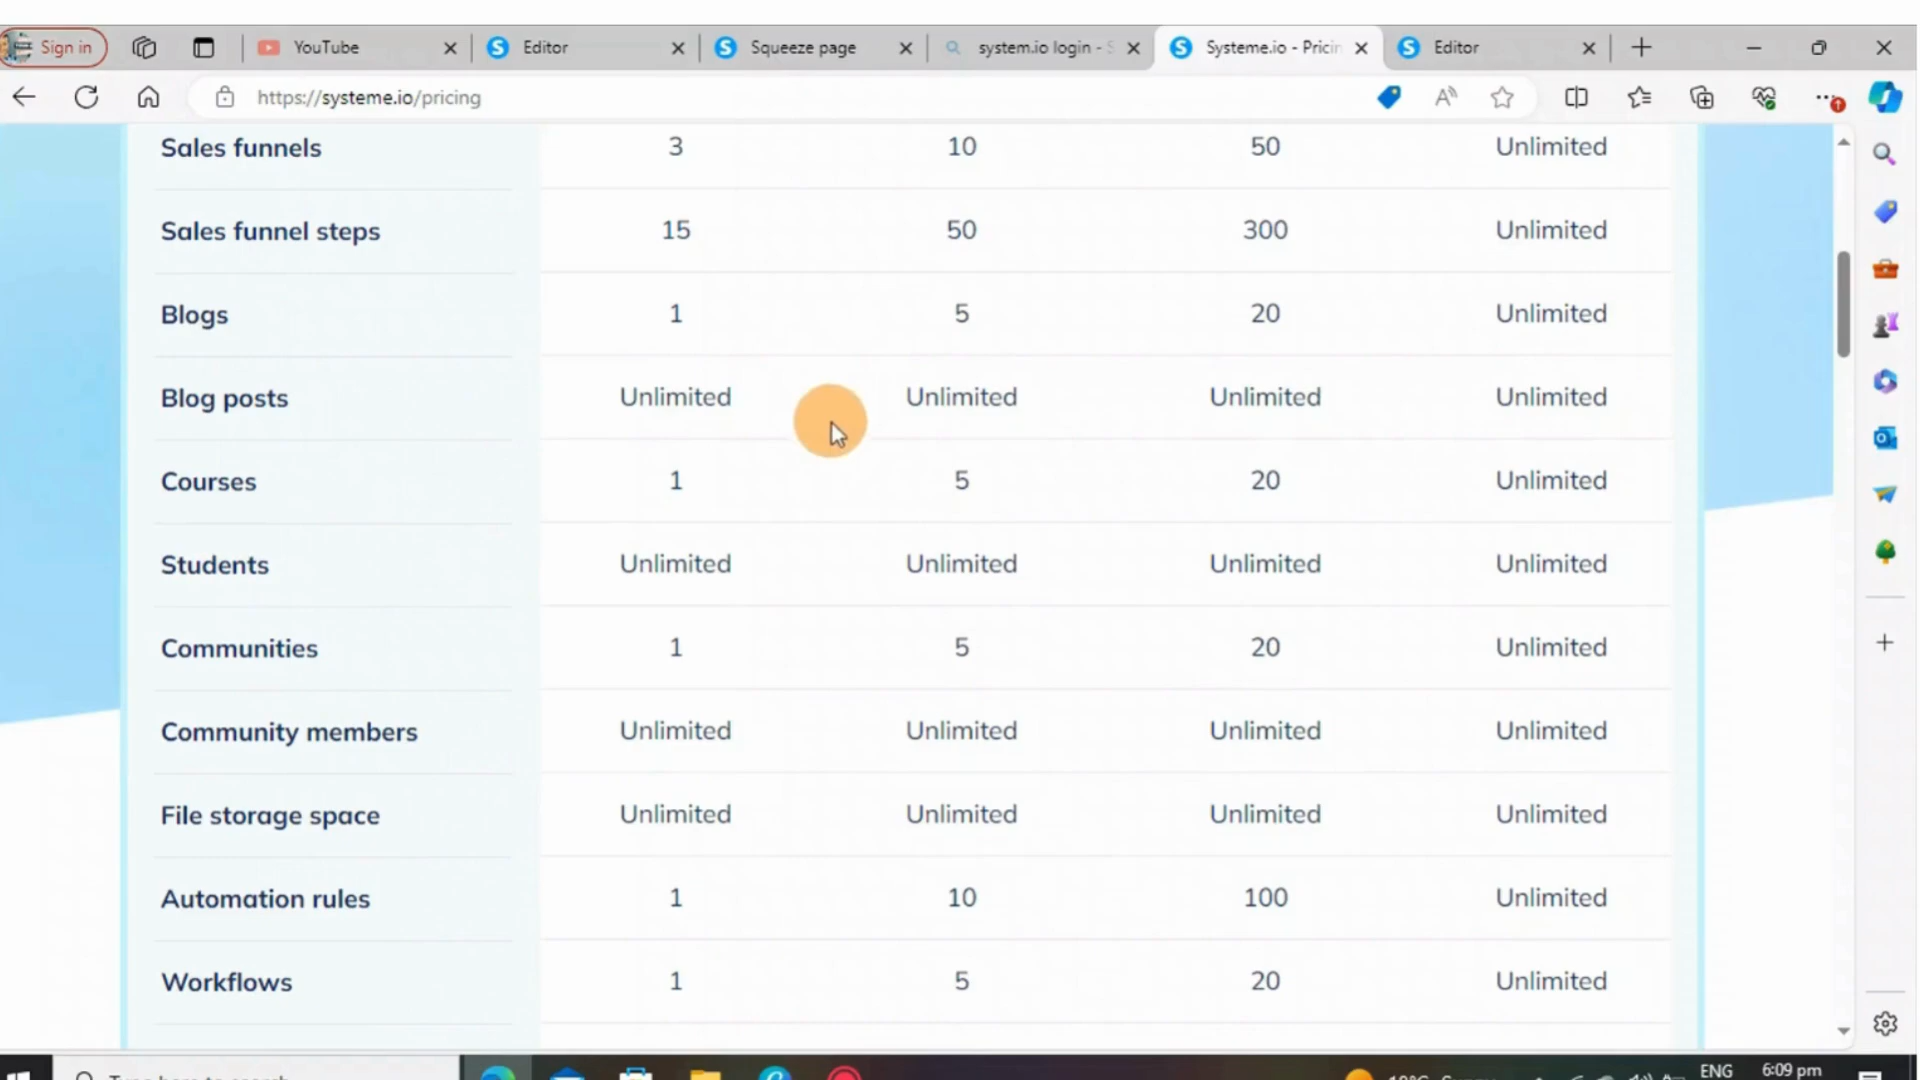 Sign in
YouTube
Editor
Squeeze page
system.io login - S
Systeme.io - Pricin
Editor
https://systeme.io/pricing
Sales funnels 3 10 50 Unlimited
Sales funnel steps 15 50 300 Unlimited
Blogs 1 5 20 Unlimited
Blog posts Unlimited Unlimited Unlimited Unlimited
Courses 1 5 20 Unlimited
Students Unlimited Unlimited Unlimited Unlimited
Communities 1 5 20 Unlimited
Community members Unlimited Unlimited Unlimited Unlimited
File storage space Unlimited Unlimited Unlimited Unlimited
Automation rules 1 10 100 Unlimited
Workflows 1 5 20 Unlimited
Type here to search
ENG 6:09 pm